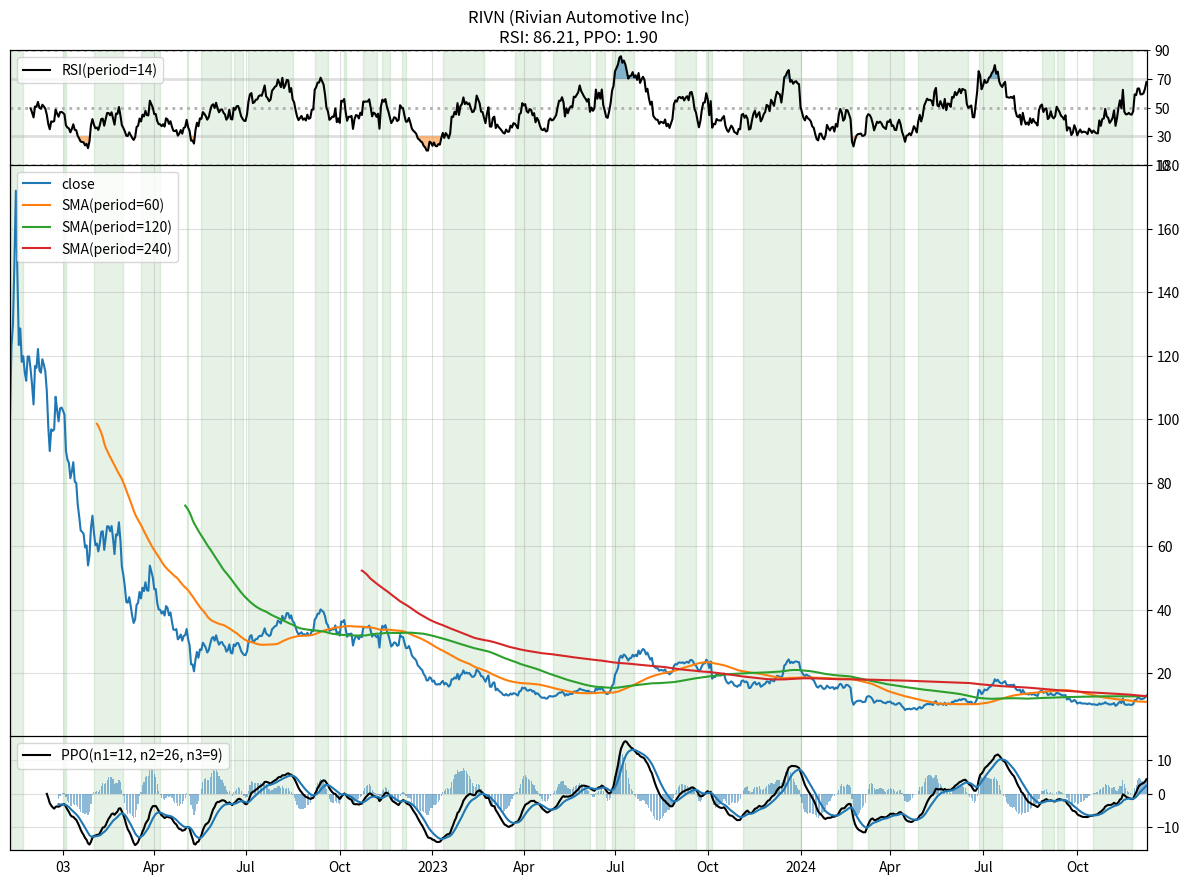 RIVN (Rivian Automotive Inc)
RSI: 86.21, PPO: 1.90
RSI(period=14)
90
70
50
30
10
close
SMA(period=60)
SMA(period=120)
SMA(period=240)
180
160
140
120
100
80
60
40
20
PPO(n1=12, n2=26, n3=9)
10
0
−10
03 Apr Jul Oct 2023 Apr Jul Oct 2024 Apr Jul Oct